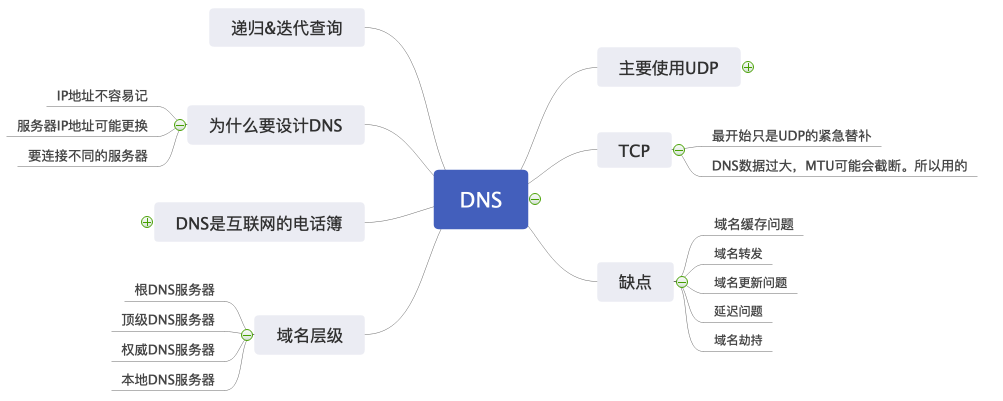 DNS
递归&迭代查询
为什么要设计DNS
IP地址不容易记
服务器IP地址可能更换
要连接不同的服务器
DNS是互联网的电话簿
域名层级
根DNS服务器
顶级DNS服务器
权威DNS服务器
本地DNS服务器
主要使用UDP
TCP
最开始只是UDP的紧急替补
DNS数据过大，MTU可能会截断。所以用的
缺点
域名缓存问题
域名转发
域名更新问题
延迟问题
域名劫持